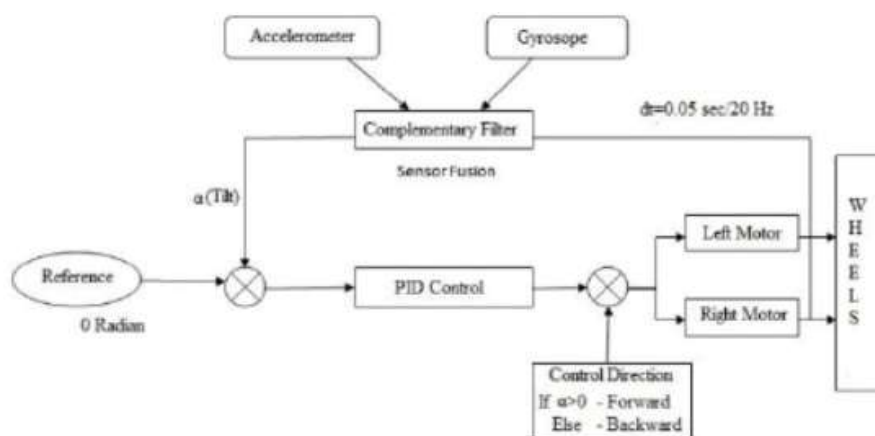 Accelerometer
Gyrosope
dt=0.05 sec/20 Hz
Complementary Filter
Sensor Fusion
α(Tilt)
WHEELS
Left Motor
Reference
PID Control
0 Radian
Right Motor
Control Direction
If α>0 - Forward
Else - Backward